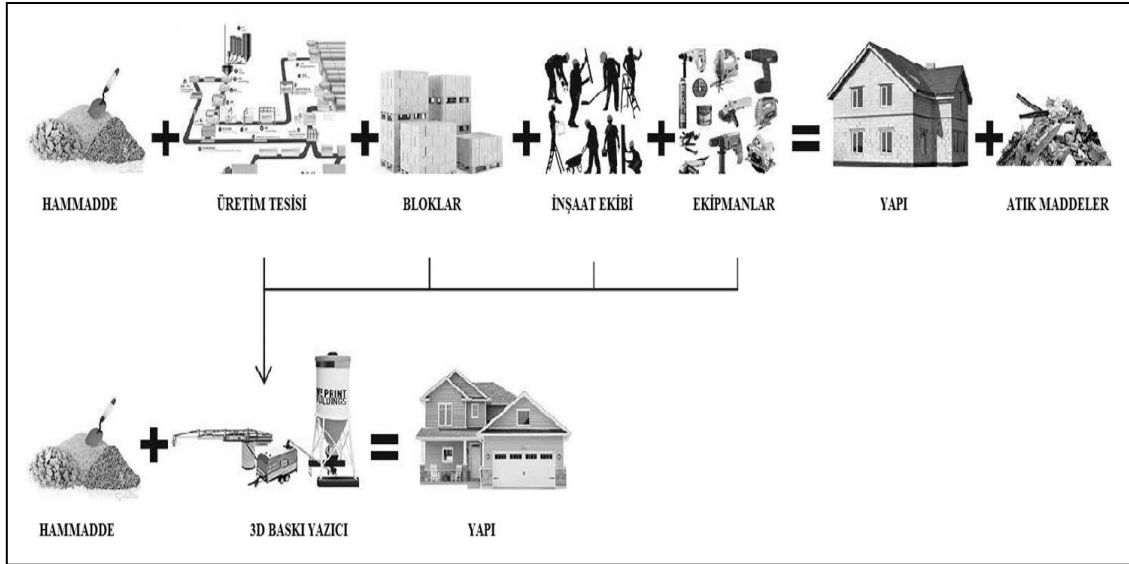 HAMMADDE
ÜRETİM TESİSİ
BLOKLAR
İNŞAAT EKİBİ
EKİPMANLAR
YAPI
ATIK MADDELER
HAMMADDE
3D BASKI YAZICI
YAPI